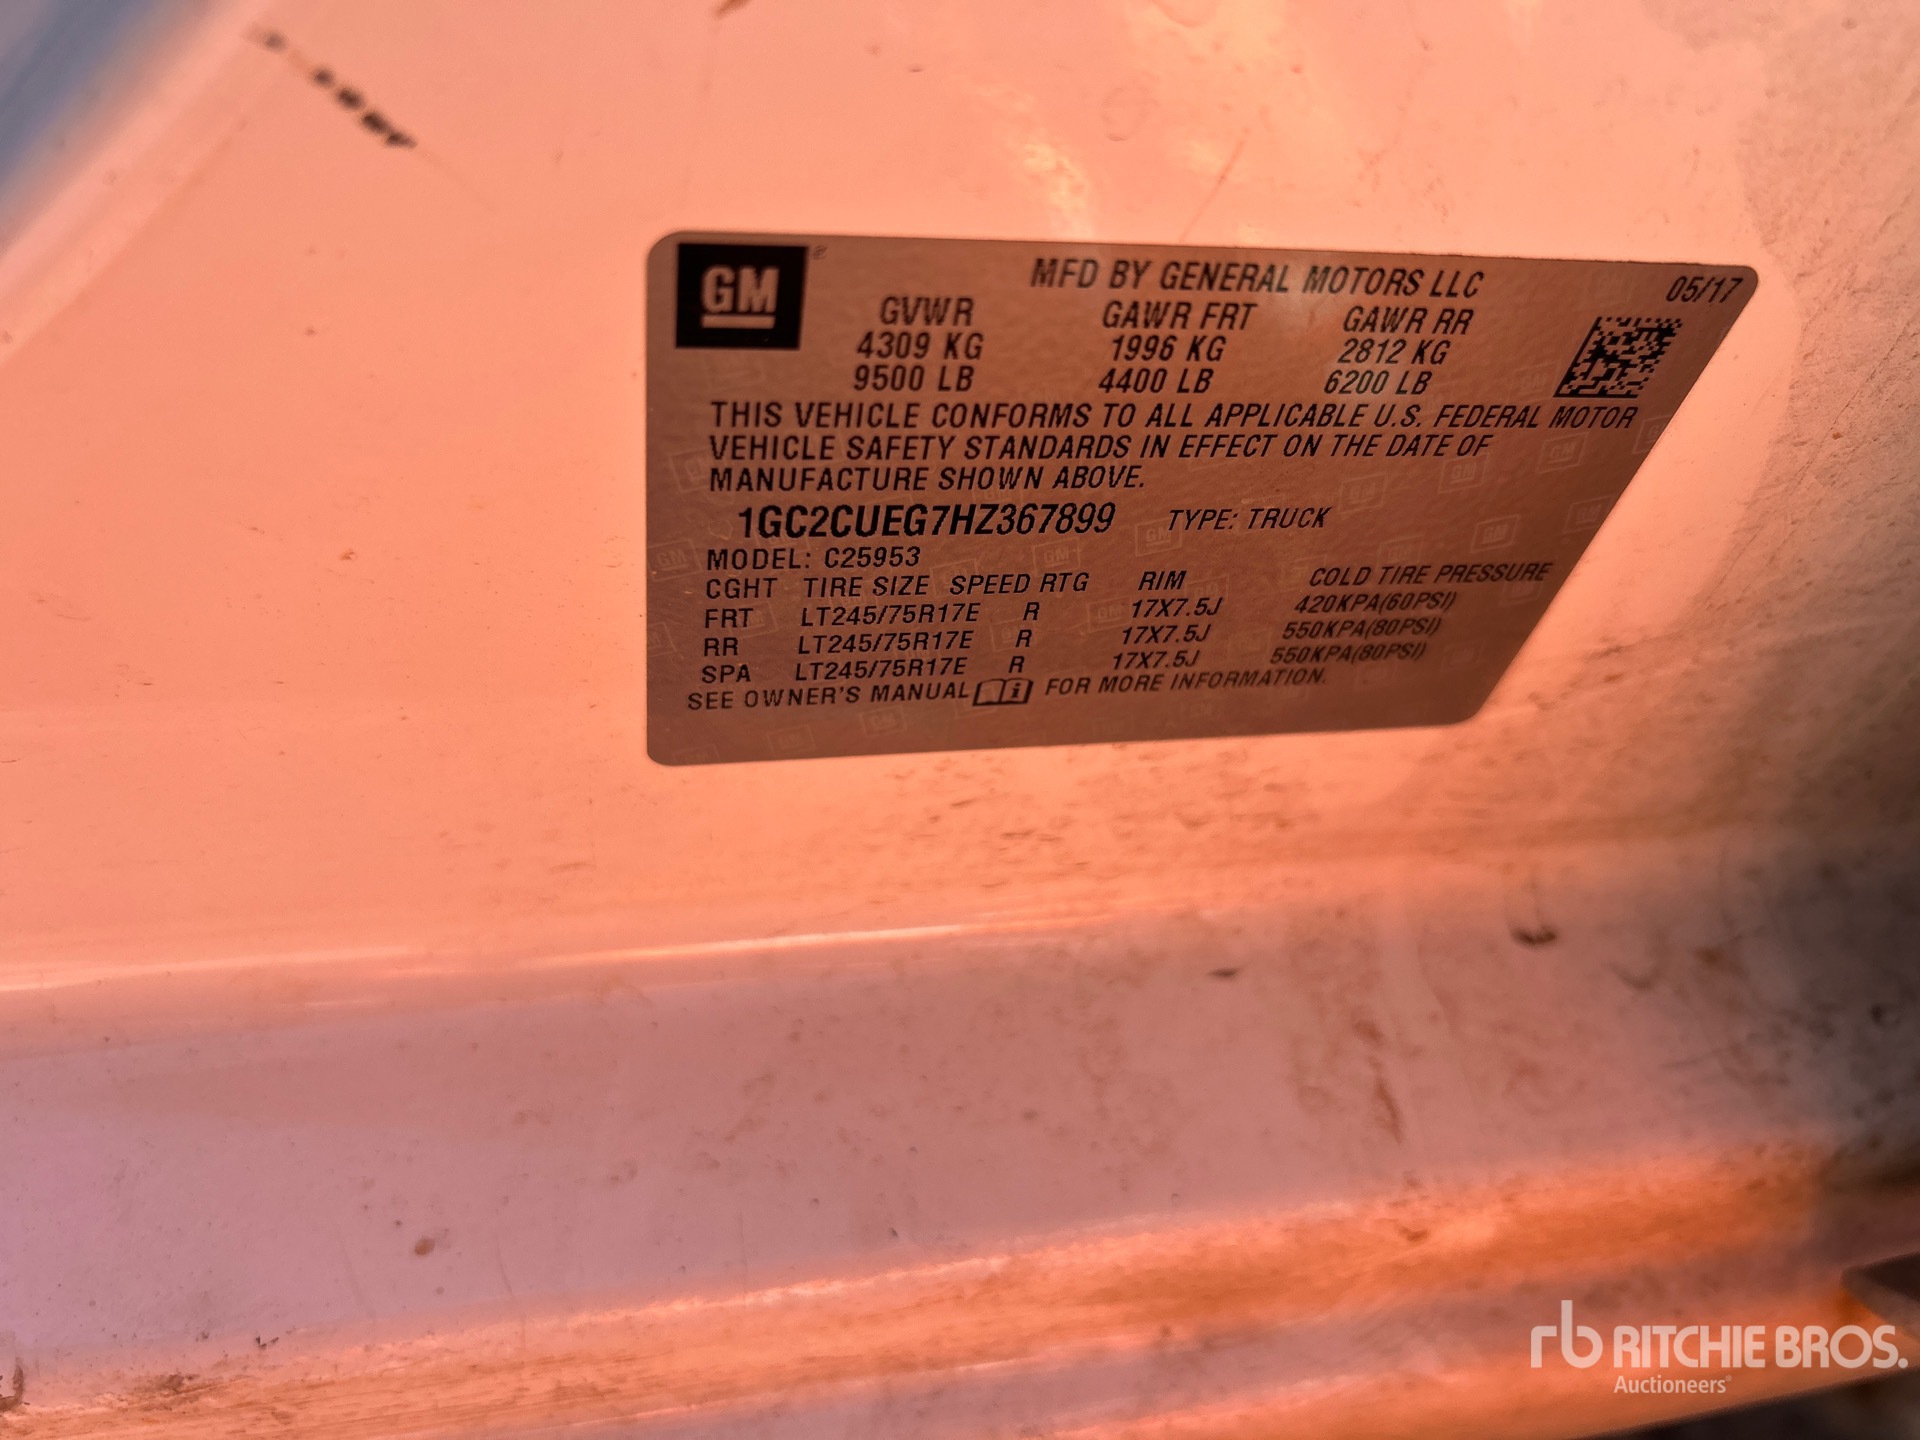 GM
MFD BY GENERAL MOTORS LLC 05/17
GVWR GAWR FRT GAWR RR
4309 KG 1996 KG 2812 KG
9500 LB 4400 LB 6200 LB
THIS VEHICLE CONFORMS TO ALL APPLICABLE U.S. FEDERAL MOTOR
VEHICLE SAFETY STANDARDS IN EFFECT ON THE DATE OF
MANUFACTURE SHOWN ABOVE.
1GC2CUEG7HZ367899 TYPE: TRUCK
MODEL: C25953
CGHT TIRE SIZE SPEED RTG RIM COLD TIRE PRESSURE
FRT LT245/75R17E R 17X7.5J 420KPA(60PSI)
RR LT245/75R17E R 17X7.5J 550KPA(80PSI)
SPA LT245/75R17E R 17X7.5J 550KPA(80PSI)
SEE OWNER'S MANUAL i FOR MORE INFORMATION.
rb RITCHIE BROS.
Auctioneers